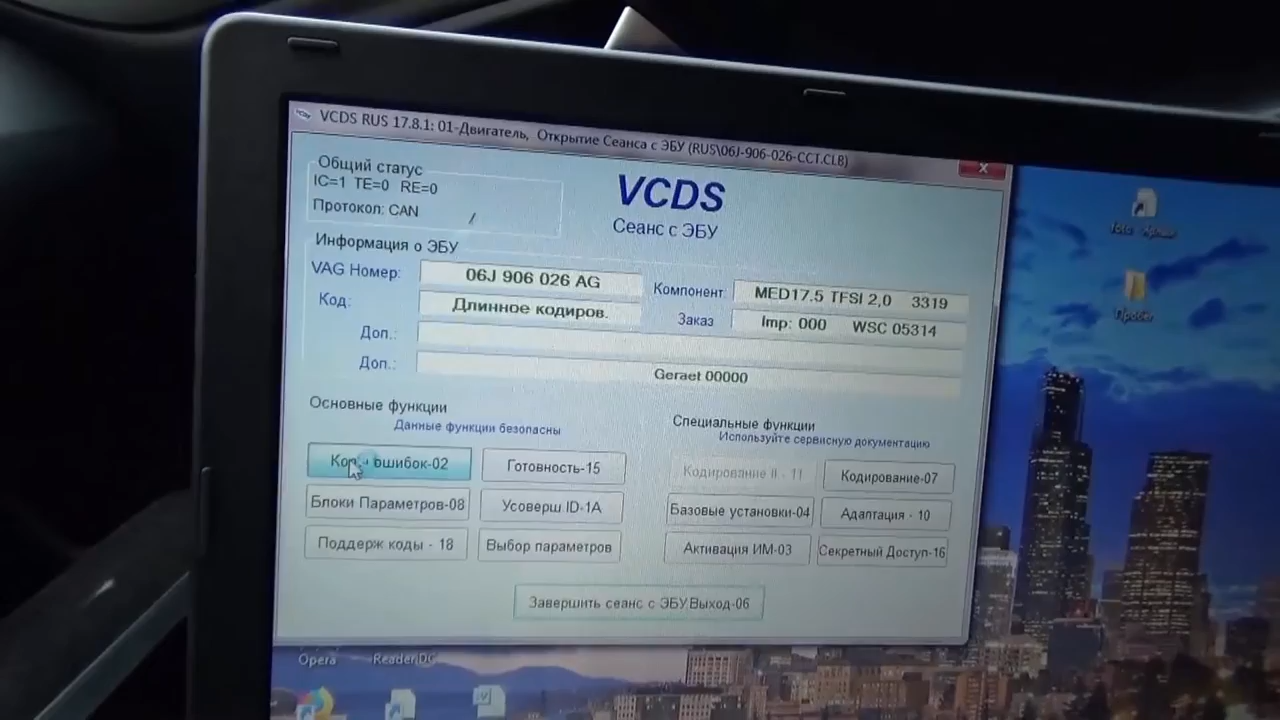 VCDS RUS 17.8.1: 01-Двигатель, Открытие Сеанса с ЭБУ (RUS\06J-906-026-CCT.CLB)
Общий статус
IC=1 TE=0 RE=0
Протокол: CAN /
VCDS
Сеанс с ЭБУ
Информация о ЭБУ
VAG Номер: 06J 906 026 AG Компонент MED17.5 TFSI 2,0 3319
Код: Длинное кодиров. Заказ Imp: 000 WSC 05314
Доп.:
Доп.: Geraet 00000
Основные функции
Данные функции безопасны
Специальные функции
Используйте сервисную документацию
ошибок-02 Готовность-15 Кодирование II - 11 Кодирование-07
Блоки Параметров-08 Усоверш ID-1A Базовые установки-04 Адаптация - 10
Поддерж коды - 18 Выбор параметров Активация ИМ-03 Секретный Доступ-16
Завершить сеанс с ЭБУ,Выход-06
Opera ReaderDC